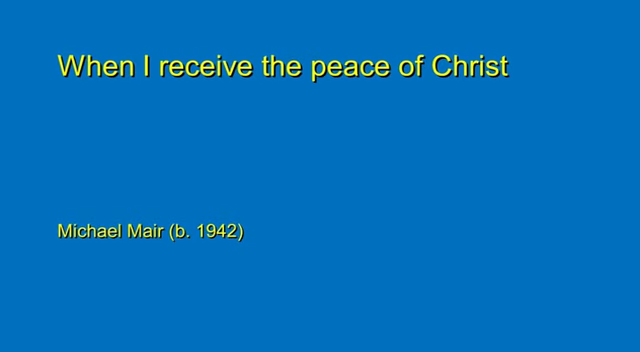 When I receive the peace of Christ
Michael Mair (b. 1942)